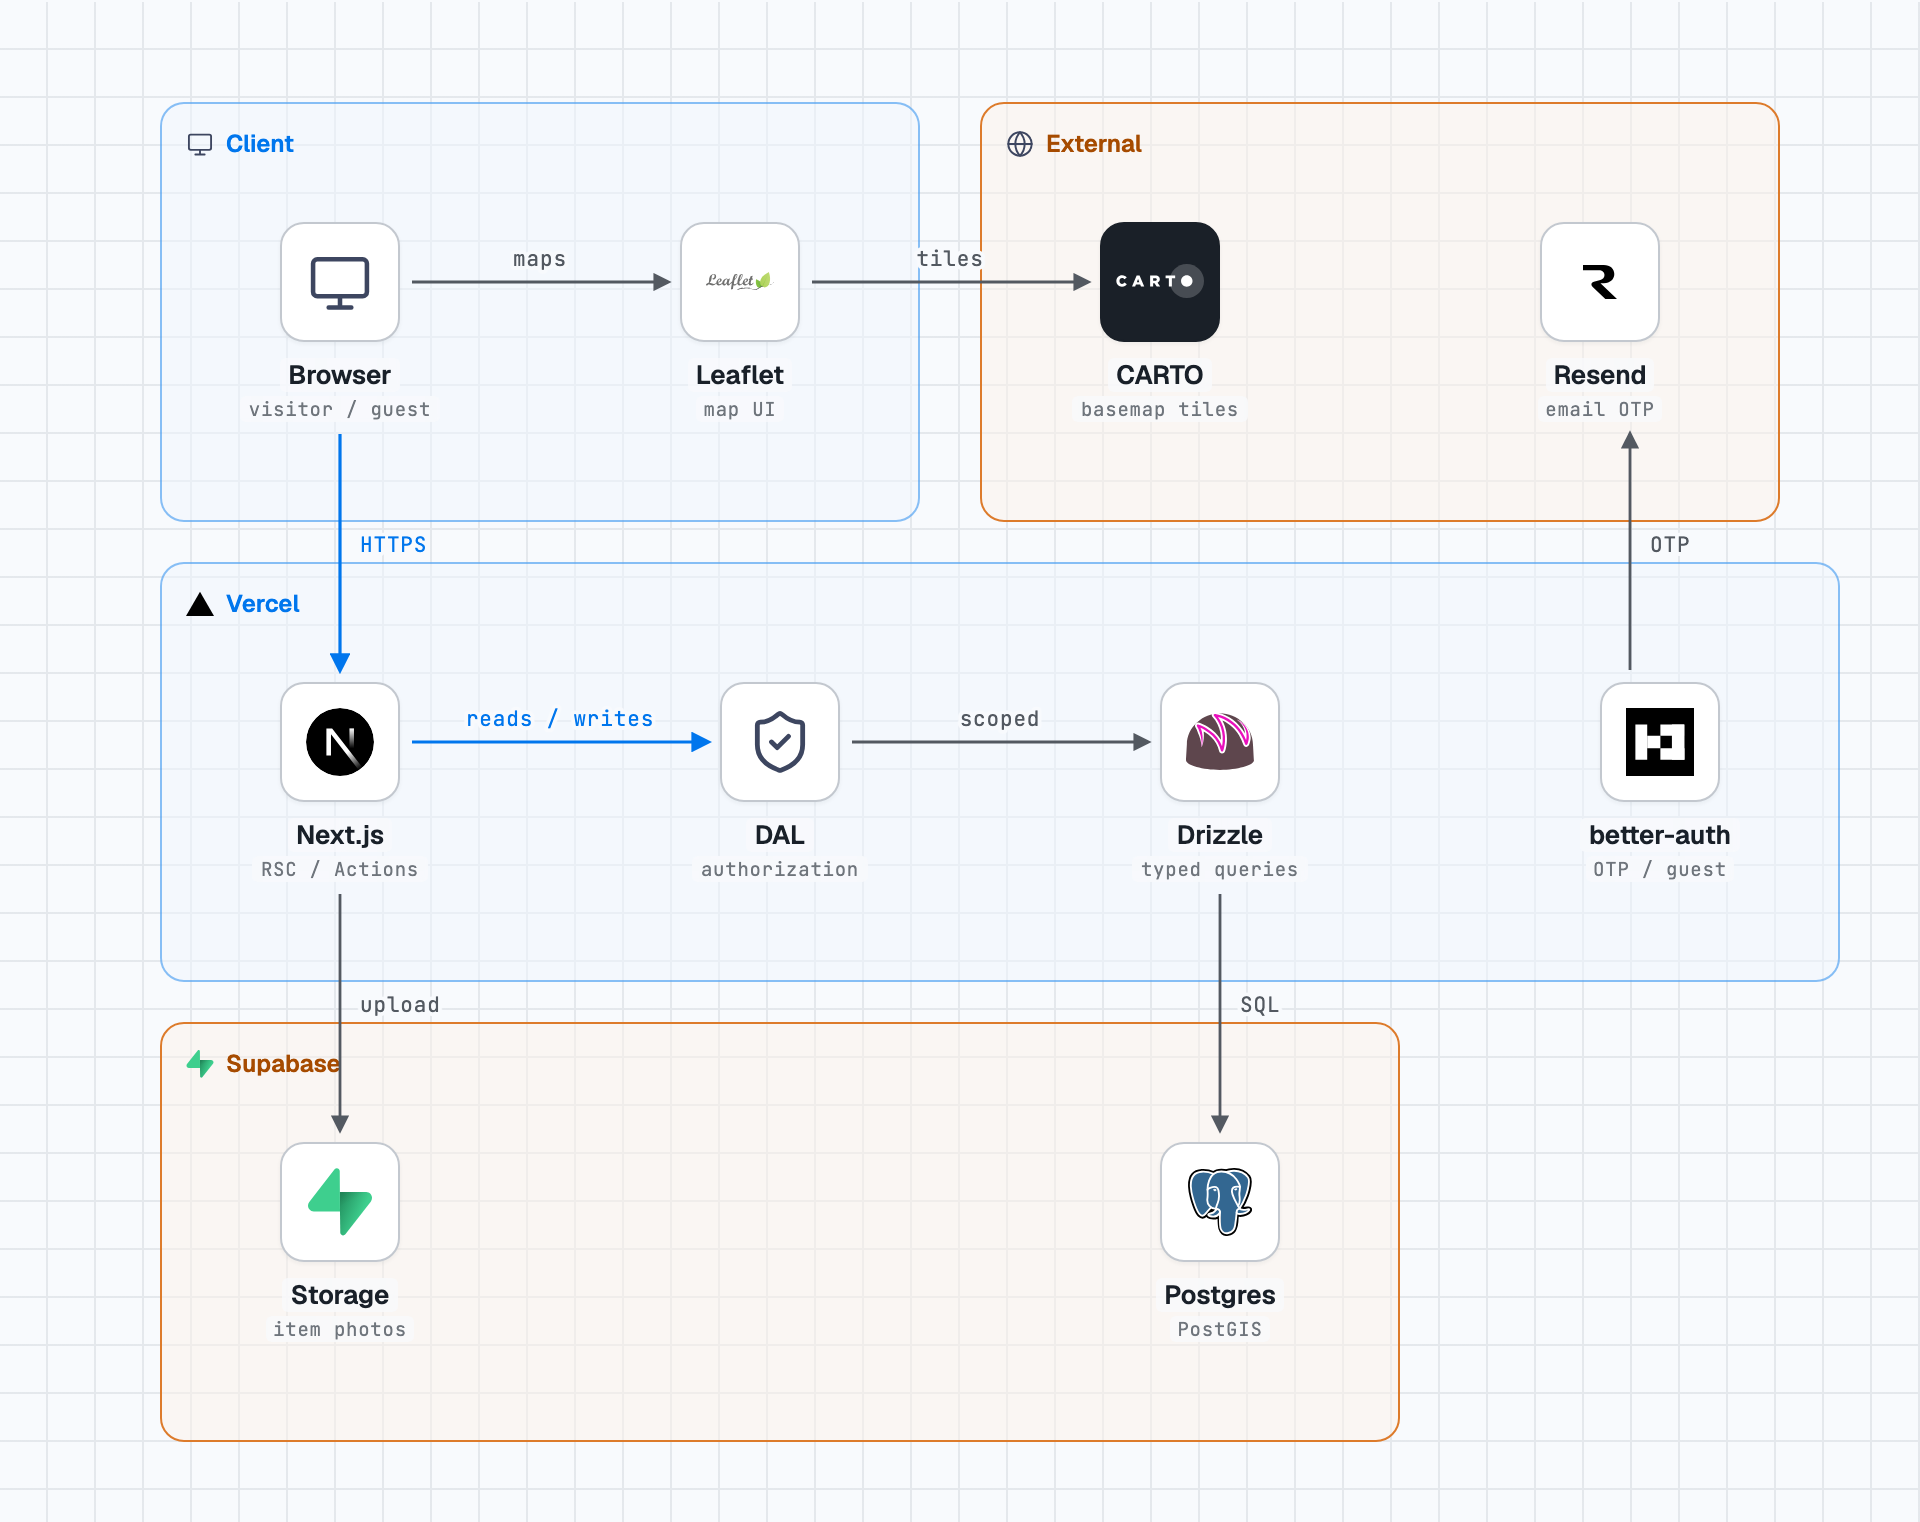 Client
External
maps
tiles
Leaflet
CARTO
Browser
visitor / guest
Leaflet
map UI
CARTO
basemap tiles
Resend
email OTP
HTTPS
OTP
Vercel
reads / writes
scoped
Next.js
RSC / Actions
DAL
authorization
Drizzle
typed queries
better-auth
OTP / guest
upload
SQL
Supabase
Storage
item photos
Postgres
PostGIS